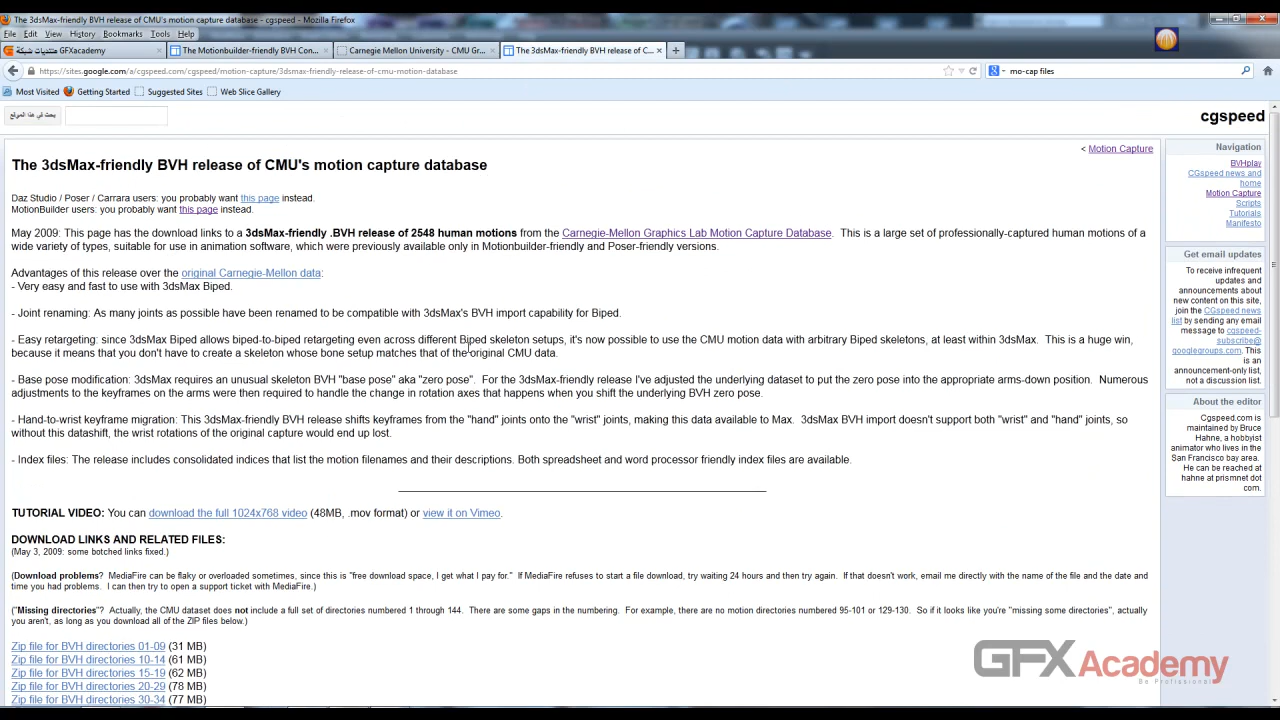 The 3dsMax-friendly BVH release of CMU's motion capture database - cgspeed - Mozilla Firefox
File Edit View History Bookmarks Tools Help
منتديات شبكة GFXacademy
The Motionbuilder-friendly BVH Con...
Carnegie Mellon University - CMU Gr...
The 3dsMax-friendly BVH release of C...
https://sites.google.com/a/cgspeed.com/cgspeed/motion-capture/3dsmax-friendly-release-of-cmu-motion-database
mo-cap files
Most Visited Getting Started Suggested Sites Web Slice Gallery
بحث في هذا الموقع
cgspeed
< Motion Capture
The 3dsMax-friendly BVH release of CMU's motion capture database
Daz Studio / Poser / Carrara users: you probably want this page instead.
MotionBuilder users: you probably want this page instead.
May 2009: This page has the download links to a 3dsMax-friendly .BVH release of 2548 human motions from the Carnegie-Mellon Graphics Lab Motion Capture Database. This is a large set of professionally-captured human motions of a
wide variety of types, suitable for use in animation software, which were previously available only in Motionbuilder-friendly and Poser-friendly versions.
Advantages of this release over the original Carnegie-Mellon data:
- Very easy and fast to use with 3dsMax Biped.
- Joint renaming: As many joints as possible have been renamed to be compatible with 3dsMax's BVH import capability for Biped.
- Easy retargeting: since 3dsMax Biped allows biped-to-biped retargeting even across different Biped skeleton setups, it's now possible to use the CMU motion data with arbitrary Biped skeletons, at least within 3dsMax. This is a huge win,
because it means that you don't have to create a skeleton whose bone setup matches that of the original CMU data.
- Base pose modification: 3dsMax requires an unusual skeleton BVH "base pose" aka "zero pose". For the 3dsMax-friendly release I've adjusted the underlying dataset to put the zero pose into the appropriate arms-down position. Numerous
adjustments to the keyframes on the arms were then required to handle the change in rotation axes that happens when you shift the underlying BVH zero pose.
- Hand-to-wrist keyframe migration: This 3dsMax-friendly BVH release shifts keyframes from the "hand" joints onto the "wrist" joints, making this data available to Max. 3dsMax BVH import doesn't support both "wrist" and "hand" joints, so
without this datashift, the wrist rotations of the original capture would end up lost.
- Index files: The release includes consolidated indices that list the motion filenames and their descriptions. Both spreadsheet and word processor friendly index files are available.
TUTORIAL VIDEO: You can download the full 1024x768 video (48MB, .mov format) or view it on Vimeo.
DOWNLOAD LINKS AND RELATED FILES:
(May 3, 2009: some botched links fixed.)
(Download problems? MediaFire can be flaky or overloaded sometimes, since this is "free download space, I get what I pay for." If MediaFire refuses to start a file download, try waiting 24 hours and then try again. If that doesn't work, email me directly with the name of the file and the date and
time you had problems. I can then try to open a support ticket with MediaFire.)
("Missing directories"? Actually, the CMU dataset does not include a full set of directories numbered 1 through 144. There are some gaps in the numbering. For example, there are no motion directories numbered 95-101 or 129-130. So if it looks like you're "missing some directories", actually
you aren't, as long as you download all of the ZIP files below.)
Zip file for BVH directories 01-09 (31 MB)
Zip file for BVH directories 10-14 (61 MB)
Zip file for BVH directories 15-19 (62 MB)
Zip file for BVH directories 20-29 (78 MB)
Zip file for BVH directories 30-34 (77 MB)
Navigation
BVHplay
CGspeed news and
home
Motion Capture
Scripts
Tutorials
Manifesto
Get email updates
To receive infrequent
updates and
announcements about
new content on this site,
join the CGspeed news
list by sending any email
message to cgspeed-
subscribe@
googlegroups.com.
This is an
announcement-only list,
not a discussion list.
About the editor
Cgspeed.com is
maintained by Bruce
Hahne, a hobbyist
animator who lives in the
San Francisco bay area.
He can be reached at
hahne at prismnet dot
com.
GFXAcademy
Be Professional